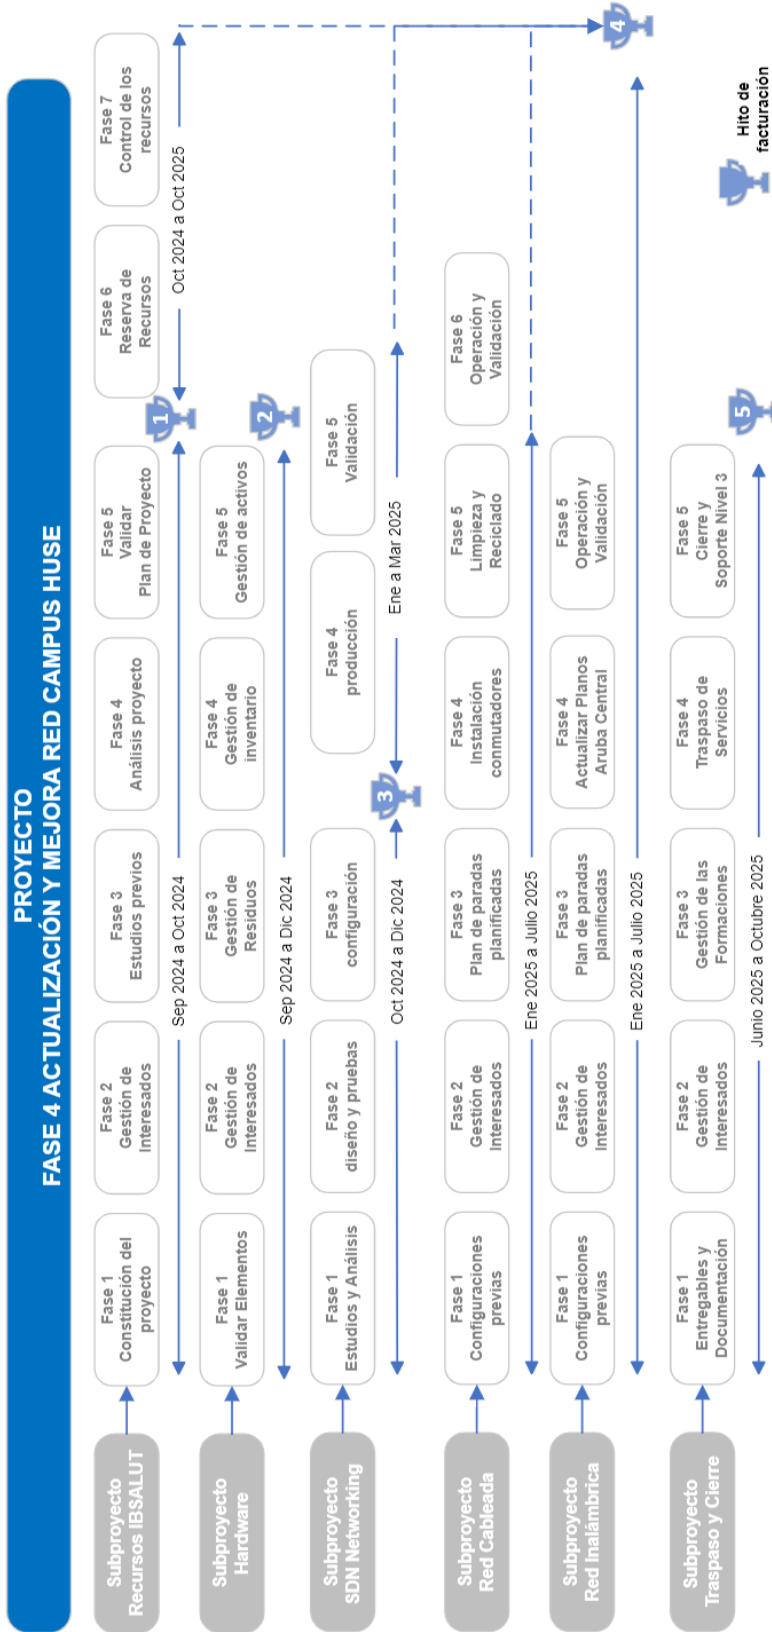 PROYECTO
FASE 4 ACTUALIZACIÓN Y MEJORA RED CAMPUS HUSE
Subproyecto
Recursos IBSALUT
Fase 1
Constitución del
proyecto
Fase 2
Gestión de
Interesados
Fase 3
Estudios previos
Fase 4
Análisis proyecto
Fase 5
Validar
Plan de Proyecto
Fase 6
Reserva de
Recursos
Fase 7
Control de los
recursos
Sep 2024 a Oct 2024
1
Oct 2024 a Oct 2025
Subproyecto
Hardware
Fase 1
Validar Elementos
Fase 2
Gestión de
Interesados
Fase 3
Gestión de
Residuos
Fase 4
Gestión de
inventario
Fase 5
Gestión de activos
Sep 2024 a Dic 2024
2
Subproyecto
SDN Networking
Fase 1
Estudios y Análisis
Fase 2
diseño y pruebas
Fase 3
configuración
Fase 4
producción
Fase 5
Validación
Oct 2024 a Dic 2024
3
Ene a Mar 2025
Subproyecto
Red Cableada
Fase 1
Configuraciones
previas
Fase 2
Gestión de
Interesados
Fase 3
Plan de paradas
planificadas
Fase 4
Instalación
conmutadores
Fase 5
Limpieza y
Reciclado
Fase 6
Operación y
Validación
Ene 2025 a Julio 2025
Subproyecto
Red Inalámbrica
Fase 1
Configuraciones
previas
Fase 2
Gestión de
Interesados
Fase 3
Plan de paradas
planificadas
Fase 4
Actualizar Planos
Aruba Central
Fase 5
Operación y
Validación
Ene 2025 a Julio 2025
4
Subproyecto
Traspaso y Cierre
Fase 1
Entregables y
Documentación
Fase 2
Gestión de
Interesados
Fase 3
Gestión de las
Formaciones
Fase 4
Traspaso de
Servicios
Fase 5
Cierre y
Soporte Nivel 3
Junio 2025 a Octubre 2025
5
Hito de
facturación